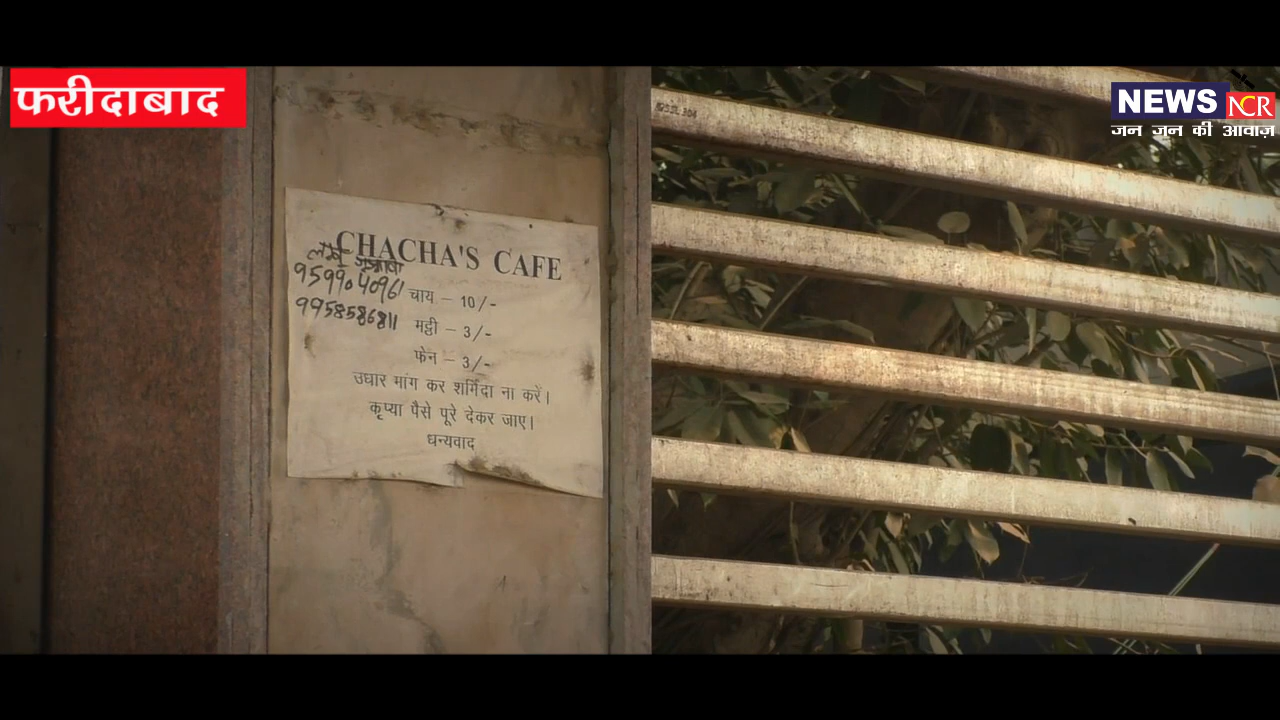 फरीदाबाद
NEWS NCR
जन जन की आवाज़
CHACHA'S CAFE
9599040961
9958586811
चाय – 10/-
मट्ठी – 3/-
फेन – 3/-
उधार मांग कर शर्मिंदा ना करें।
कृप्या पैसे पूरे देकर जाए।
धन्यवाद